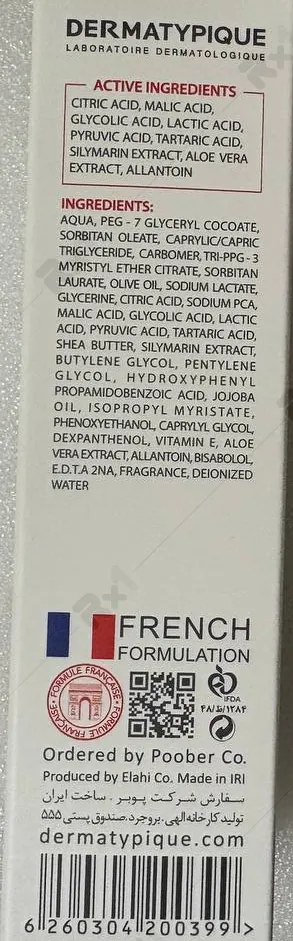 DERMATYPIQUE
LABORATOIRE DERMATOLOGIQUE
ACTIVE INGREDIENTS
CITRIC ACID, MALIC ACID,
GLYCOLIC ACID, LACTIC ACID,
PYRUVIC ACID, TARTARIC ACID,
SILYMARIN EXTRACT, ALOE VERA
EXTRACT, ALLANTOIN
INGREDIENTS:
AQUA, PEG - 7 GLYCERYL COCOATE,
SORBITAN OLEATE, CAPRYLIC/CAPRIC
TRIGLYCERIDE, CARBOMER, TRI-PPG - 3
MYRISTYL ETHER CITRATE, SORBITAN
LAURATE, OLIVE OIL, SODIUM LACTATE,
GLYCERINE, CITRIC ACID, SODIUM PCA,
MALIC ACID, GLYCOLIC ACID, LACTIC
ACID, PYRUVIC ACID, TARTARIC ACID,
SHEA BUTTER, SILYMARIN EXTRACT,
BUTYLENE GLYCOL, PENTYLENE
GLYCOL, HYDROXYPHENYL
PROPAMIDOBENZOIC ACID, JOJOBA
OIL, ISOPROPYL MYRISTATE,
PHENOXYETHANOL, CAPRYLYL GLYCOL,
DEXPANTHENOL, VITAMIN E, ALOE
VERA EXTRACT, ALLANTOIN, BISABOLOL,
E.D.T.A 2NA, FRAGRANCE, DEIONIZED
WATER
FRENCH
FORMULATION
FORMULE FRANÇAISE • FORMULE FRANÇAISE •
IFDA
۴۸/ظ/۱۲۸۴
Ordered by Poober Co.
Produced by Elahi Co. Made in IRI
سفارش شرکت پوبر . ساخت ایران
تولید کارخانه الهی. بروجرد. صندوق پستی ۵۵۵
dermatypique.com
6 260304 200399 >
Rx1